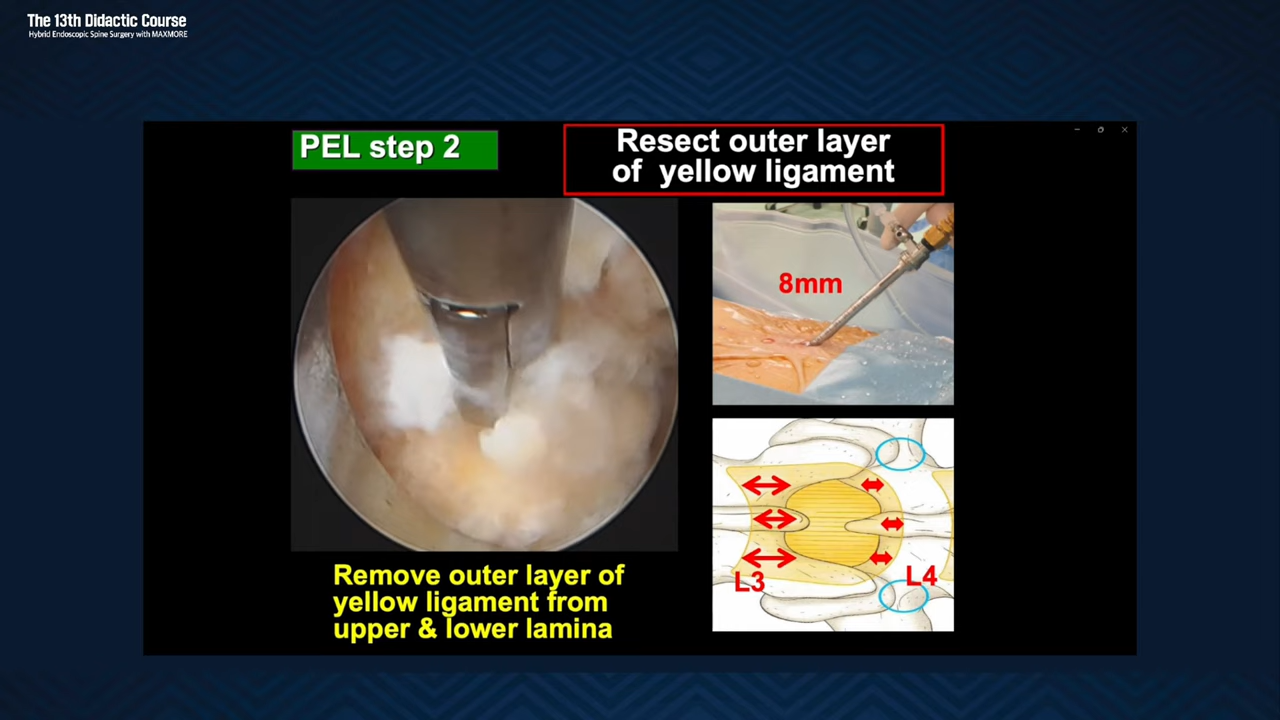 The 13th Didactic Course
Hybrid Endoscopic Spine Surgery with MAXMORE
PEL step 2
Resect outer layer
of yellow ligament
8mm
L3
L4
Remove outer layer of
yellow ligament from
upper & lower lamina